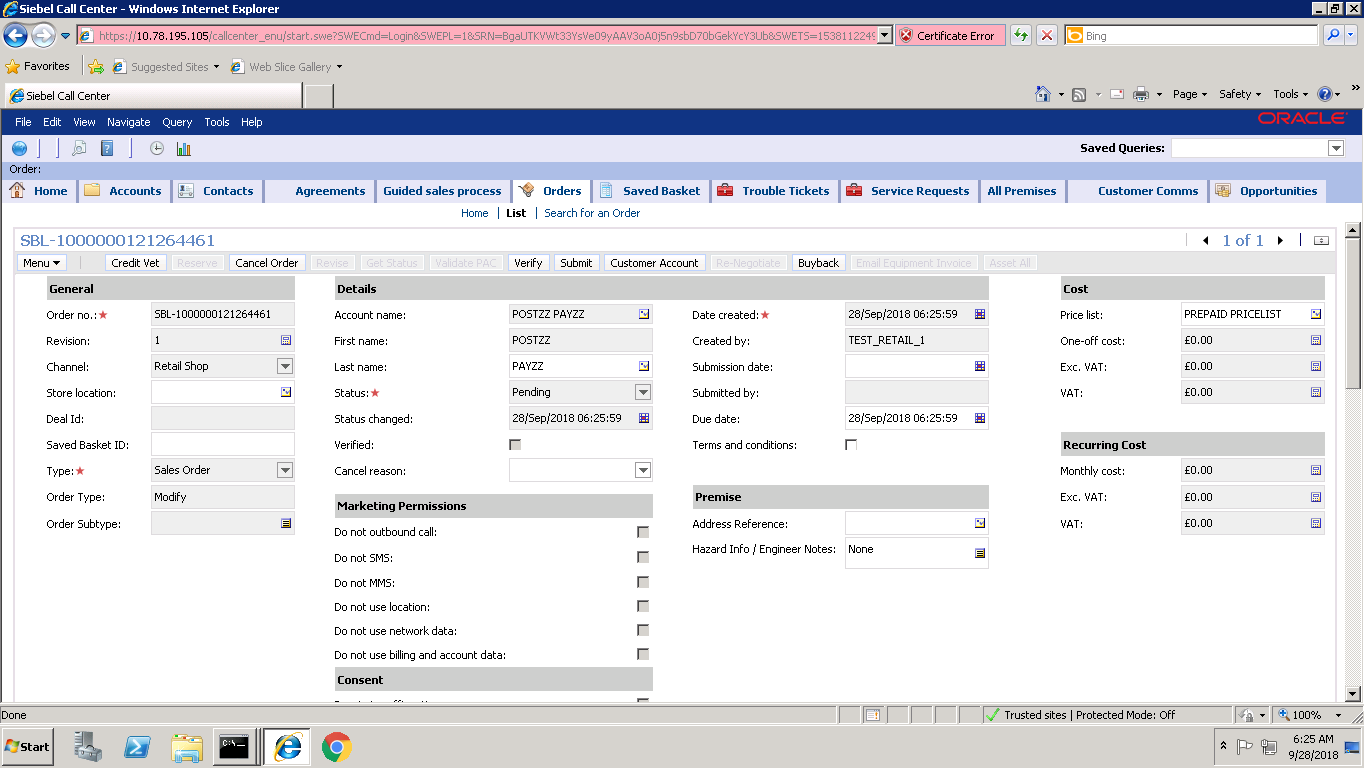 Siebel Call Center - Windows Internet Explorer
https://10.78.195.105/callcenter_enu/start.swe?SWECmd=Login&SWEPL=1&SRN=BgaUTKVWt33YsVe09yAAV3oA0j5n9sbD70bGekYcY3Ub&SWETS=1538112249 Certificate Error Bing
Favorites Suggested Sites Web Slice Gallery
Siebel Call Center Page Safety Tools
File Edit View Navigate Query Tools Help ORACLE
Saved Queries:
Order:
Home Accounts Contacts Agreements Guided sales process Orders Saved Basket Trouble Tickets Service Requests All Premises Customer Comms Opportunities
Home List Search for an Order
SBL-1000000121264461 1 of 1
Menu Credit Vet Reserve Cancel Order Revise Get Status Validate PAC Verify Submit Customer Account Re-Negotiate Buyback Email Equipment Invoice Asset All
General Details Cost
Order no.: SBL-1000000121264461 Account name: POSTZZ PAYZZ Date created: 28/Sep/2018 06:25:59 Price list: PREPAID PRICELIST
Revision: 1 First name: POSTZZ Created by: TEST_RETAIL_1 One-off cost: £0.00
Channel: Retail Shop Last name: PAYZZ Submission date: Exc. VAT: £0.00
Store location: Status: Pending Submitted by: VAT: £0.00
Deal Id: Status changed: 28/Sep/2018 06:25:59 Due date: 28/Sep/2018 06:25:59
Saved Basket ID: Verified: Terms and conditions: Recurring Cost
Type: Sales Order Cancel reason: Monthly cost: £0.00
Order Type: Modify Marketing Permissions Premise Exc. VAT: £0.00
Order Subtype: Do not outbound call: Address Reference: VAT: £0.00
Do not SMS: Hazard Info / Engineer Notes: None
Do not MMS:
Do not use location:
Do not use network data:
Do not use billing and account data:
Consent
Done Trusted sites | Protected Mode: Off 100%
Start 6:25 AM
9/28/2018